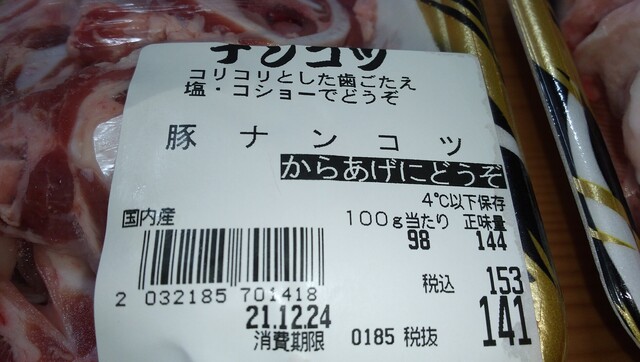 ナンコツ
コリコリとした歯ごたえ
塩・コショーでどうぞ
豚ナンコツ
からあげにどうぞ
4℃以下保存
国内産
100g当たり 正味量
98 144
税込 153
2 032185 701418
21.12.24
消費期限 0185 税抜 141